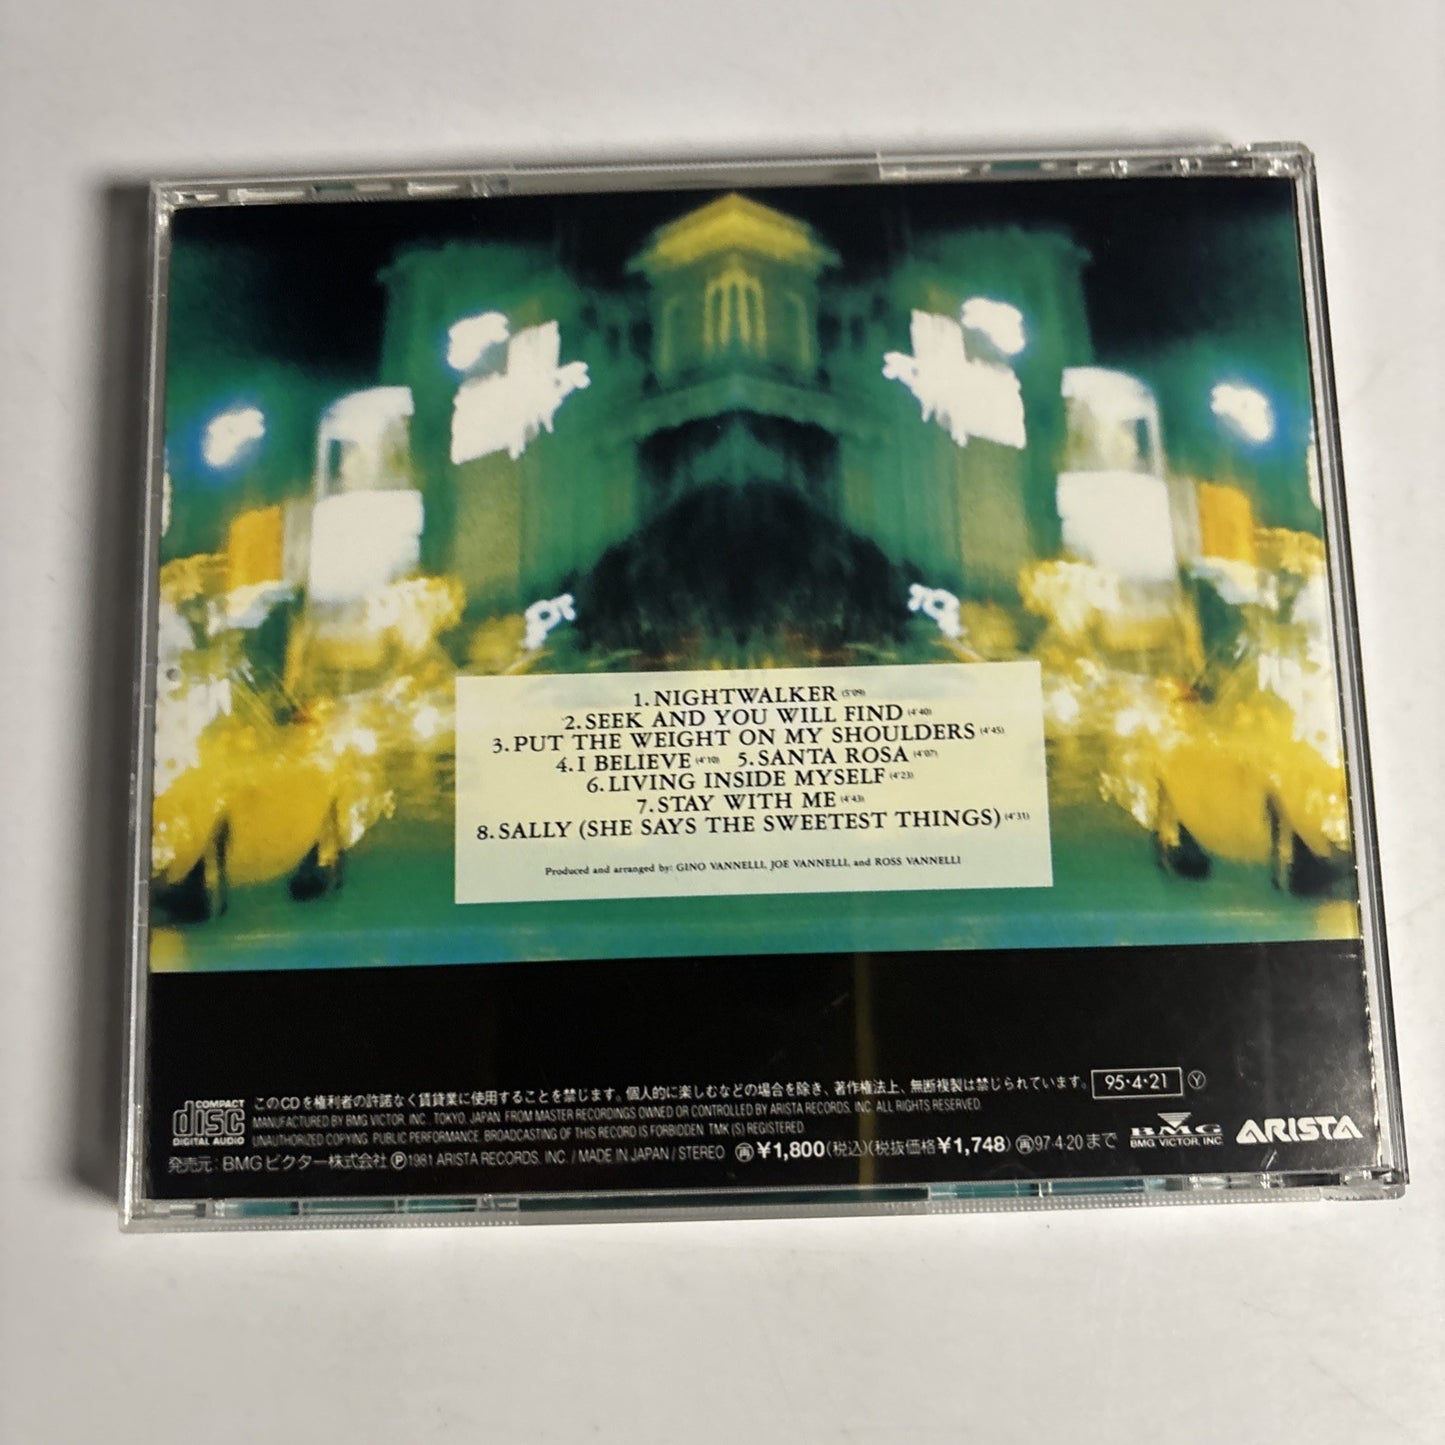 1. NIGHTWALKER (5'09)
2. SEEK AND YOU WILL FIND (4'40)
3. PUT THE WEIGHT ON MY SHOULDERS (4'45)
4. I BELIEVE (4'10) 5. SANTA ROSA (4'07)
6. LIVING INSIDE MYSELF (4'23)
7. STAY WITH ME (4'43)
8. SALLY (SHE SAYS THE SWEETEST THINGS) (4'31)
Produced and arranged by: GINO VANNELLI, JOE VANNELLI, and ROSS VANNELLI
COMPACT
disc
DIGITAL AUDIO
このCDを権利者の許諾なく賃貸業に使用することを禁じます。個人的に楽しむなどの場合を除き、著作権法上、無断複製は禁じられています。 95・4・21 Ⓨ
MANUFACTURED BY BMG VICTOR, INC. TOKYO, JAPAN. FROM MASTER RECORDINGS OWNED OR CONTROLLED BY ARISTA RECORDS, INC. ALL RIGHTS RESERVED.
UNAUTHORIZED COPYING, PUBLIC PERFORMANCE, BROADCASTING OF THIS RECORD IS FORBIDDEN. TMK (S) REGISTERED.
発売元:BMGビクター株式会社 ℗1981 ARISTA RECORDS, INC. / MADE IN JAPAN / STEREO 再¥1,800(税込)(税抜価格¥1,748) 再97・4・20まで
BMG
BMG VICTOR, INC.
ARISTA